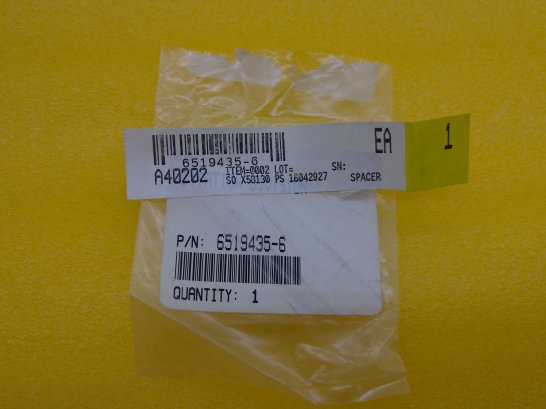 6519435-6
EA
1
A40202
ITEM=0002 LOT=
SN:
SO X58130 PS 16042927
SPACER
P/N: 6519435-6
QUANTITY: 1